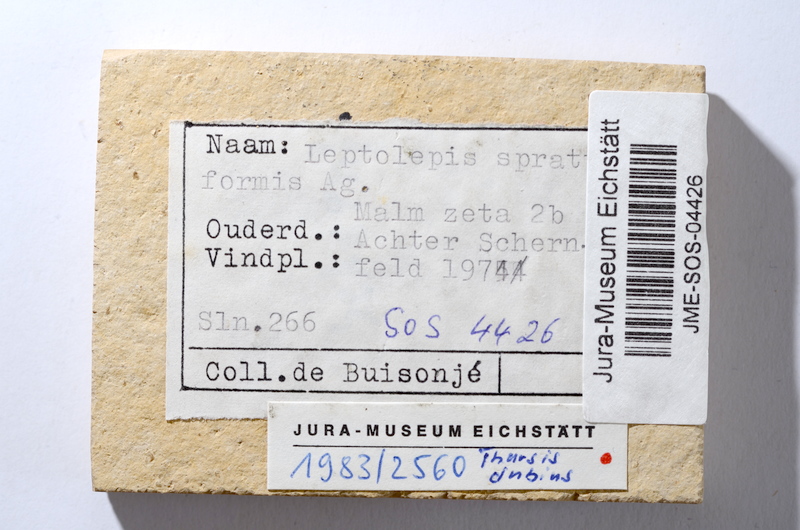 Naam: Leptolepis spratt
formis Ag.
Ouderd.: Malm zeta 2b
Vindpl.: Achter Schern-
feld 1974
Sln.266
SOS 4426
Coll.de Buisonjé
JURA-MUSEUM EICHSTÄTT
1983/2560 Tharsis
dubius
Jura-Museum Eichstätt
JME-SOS-04426